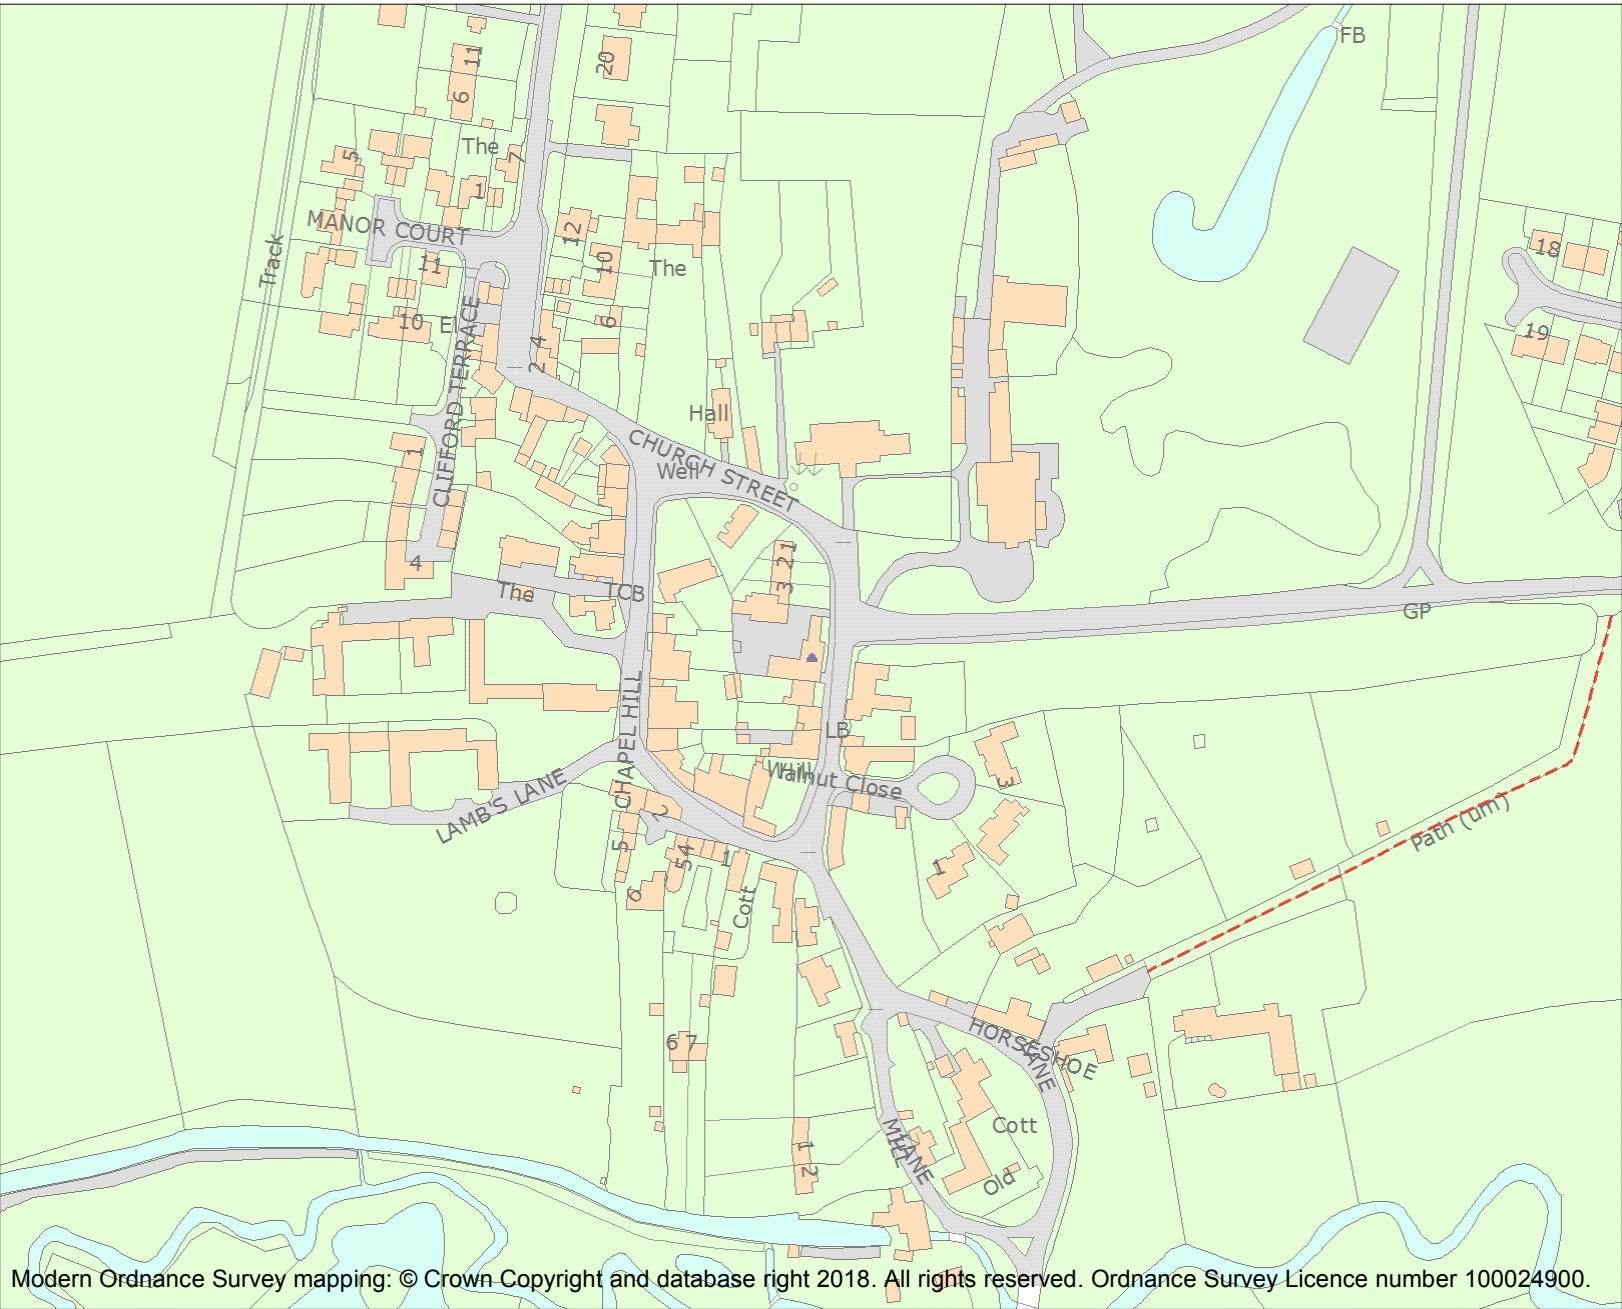 FB
11
20
6
The
5
7
1
MANOR COURT
12
18
Track
11
10
The
10
El
6
19
2 4
CLIFFORD TERRACE
Hall
1
CHURCH STREET
Well
4
1
2
3
The
TCB
GP
CHAPEL HILL
LB
Walnut Close
3
LAMB'S LANE
2
Path (um)
5
5 4
1
1
6
Cott
HORSESHOE
LANE
6 7
Cott
MILL
LANE
1
2
Old
Modern Ordnance Survey mapping: © Crown Copyright and database right 2018. All rights reserved. Ordnance Survey Licence number 100024900.